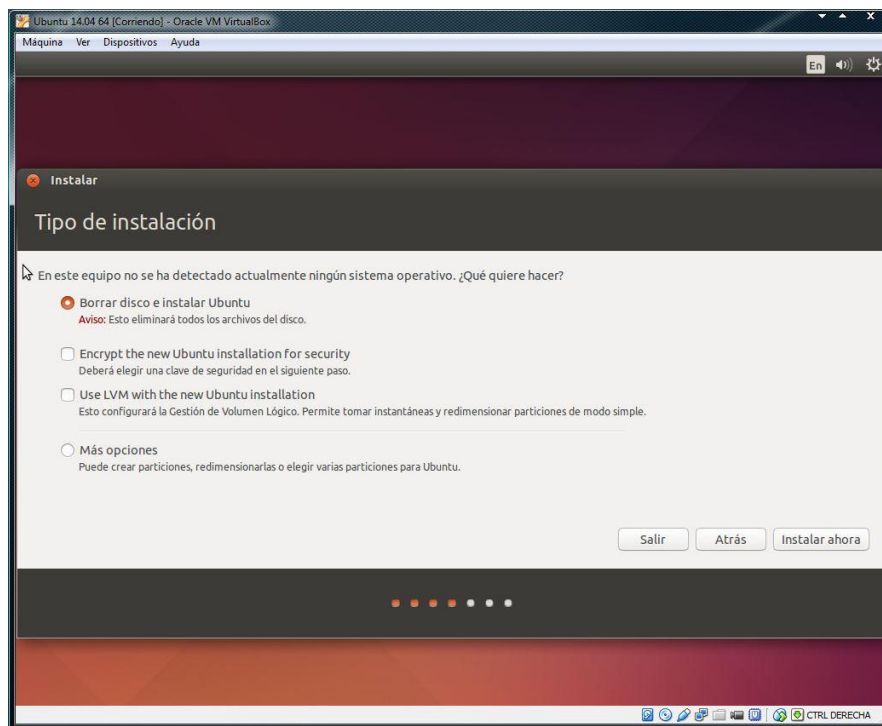 Ubuntu 14.04 64 [Corriendo] - Oracle VM VirtualBox
Máquina Ver Dispositivos Ayuda
En
Instalar
Tipo de instalación
En este equipo no se ha detectado actualmente ningún sistema operativo. ¿Qué quiere hacer?
Borrar disco e instalar Ubuntu
Aviso: Esto eliminará todos los archivos del disco.
Encrypt the new Ubuntu installation for security
Deberá elegir una clave de seguridad en el siguiente paso.
Use LVM with the new Ubuntu installation
Esto configurará la Gestión de Volumen Lógico. Permite tomar instantáneas y redimensionar particiones de modo simple.
Más opciones
Puede crear particiones, redimensionarlas o elegir varias particiones para Ubuntu.
Salir Atrás Instalar ahora
CTRL DERECHA